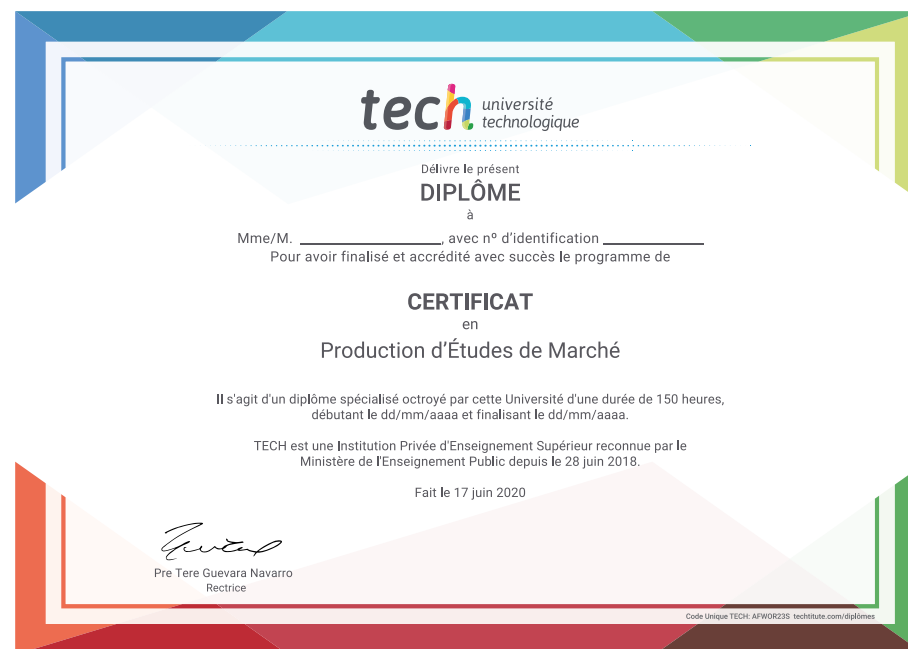 tech université
technologique
Délivre le présent
DIPLÔME
à
Mme/M. ____________, avec nº d'identification ____________
Pour avoir finalisé et accrédité avec succès le programme de
CERTIFICAT
en
Production d'Études de Marché
Il s'agit d'un diplôme spécialisé octroyé par cette Université d'une durée de 150 heures,
débutant le dd/mm/aaaa et finalisant le dd/mm/aaaa.
TECH est une Institution Privée d'Enseignement Supérieur reconnue par le
Ministère de l'Enseignement Public depuis le 28 juin 2018.
Fait le 17 juin 2020
Pre Tere Guevara Navarro
Rectrice
Code Unique TECH: AFWOR23S techtitute.com/diplômes